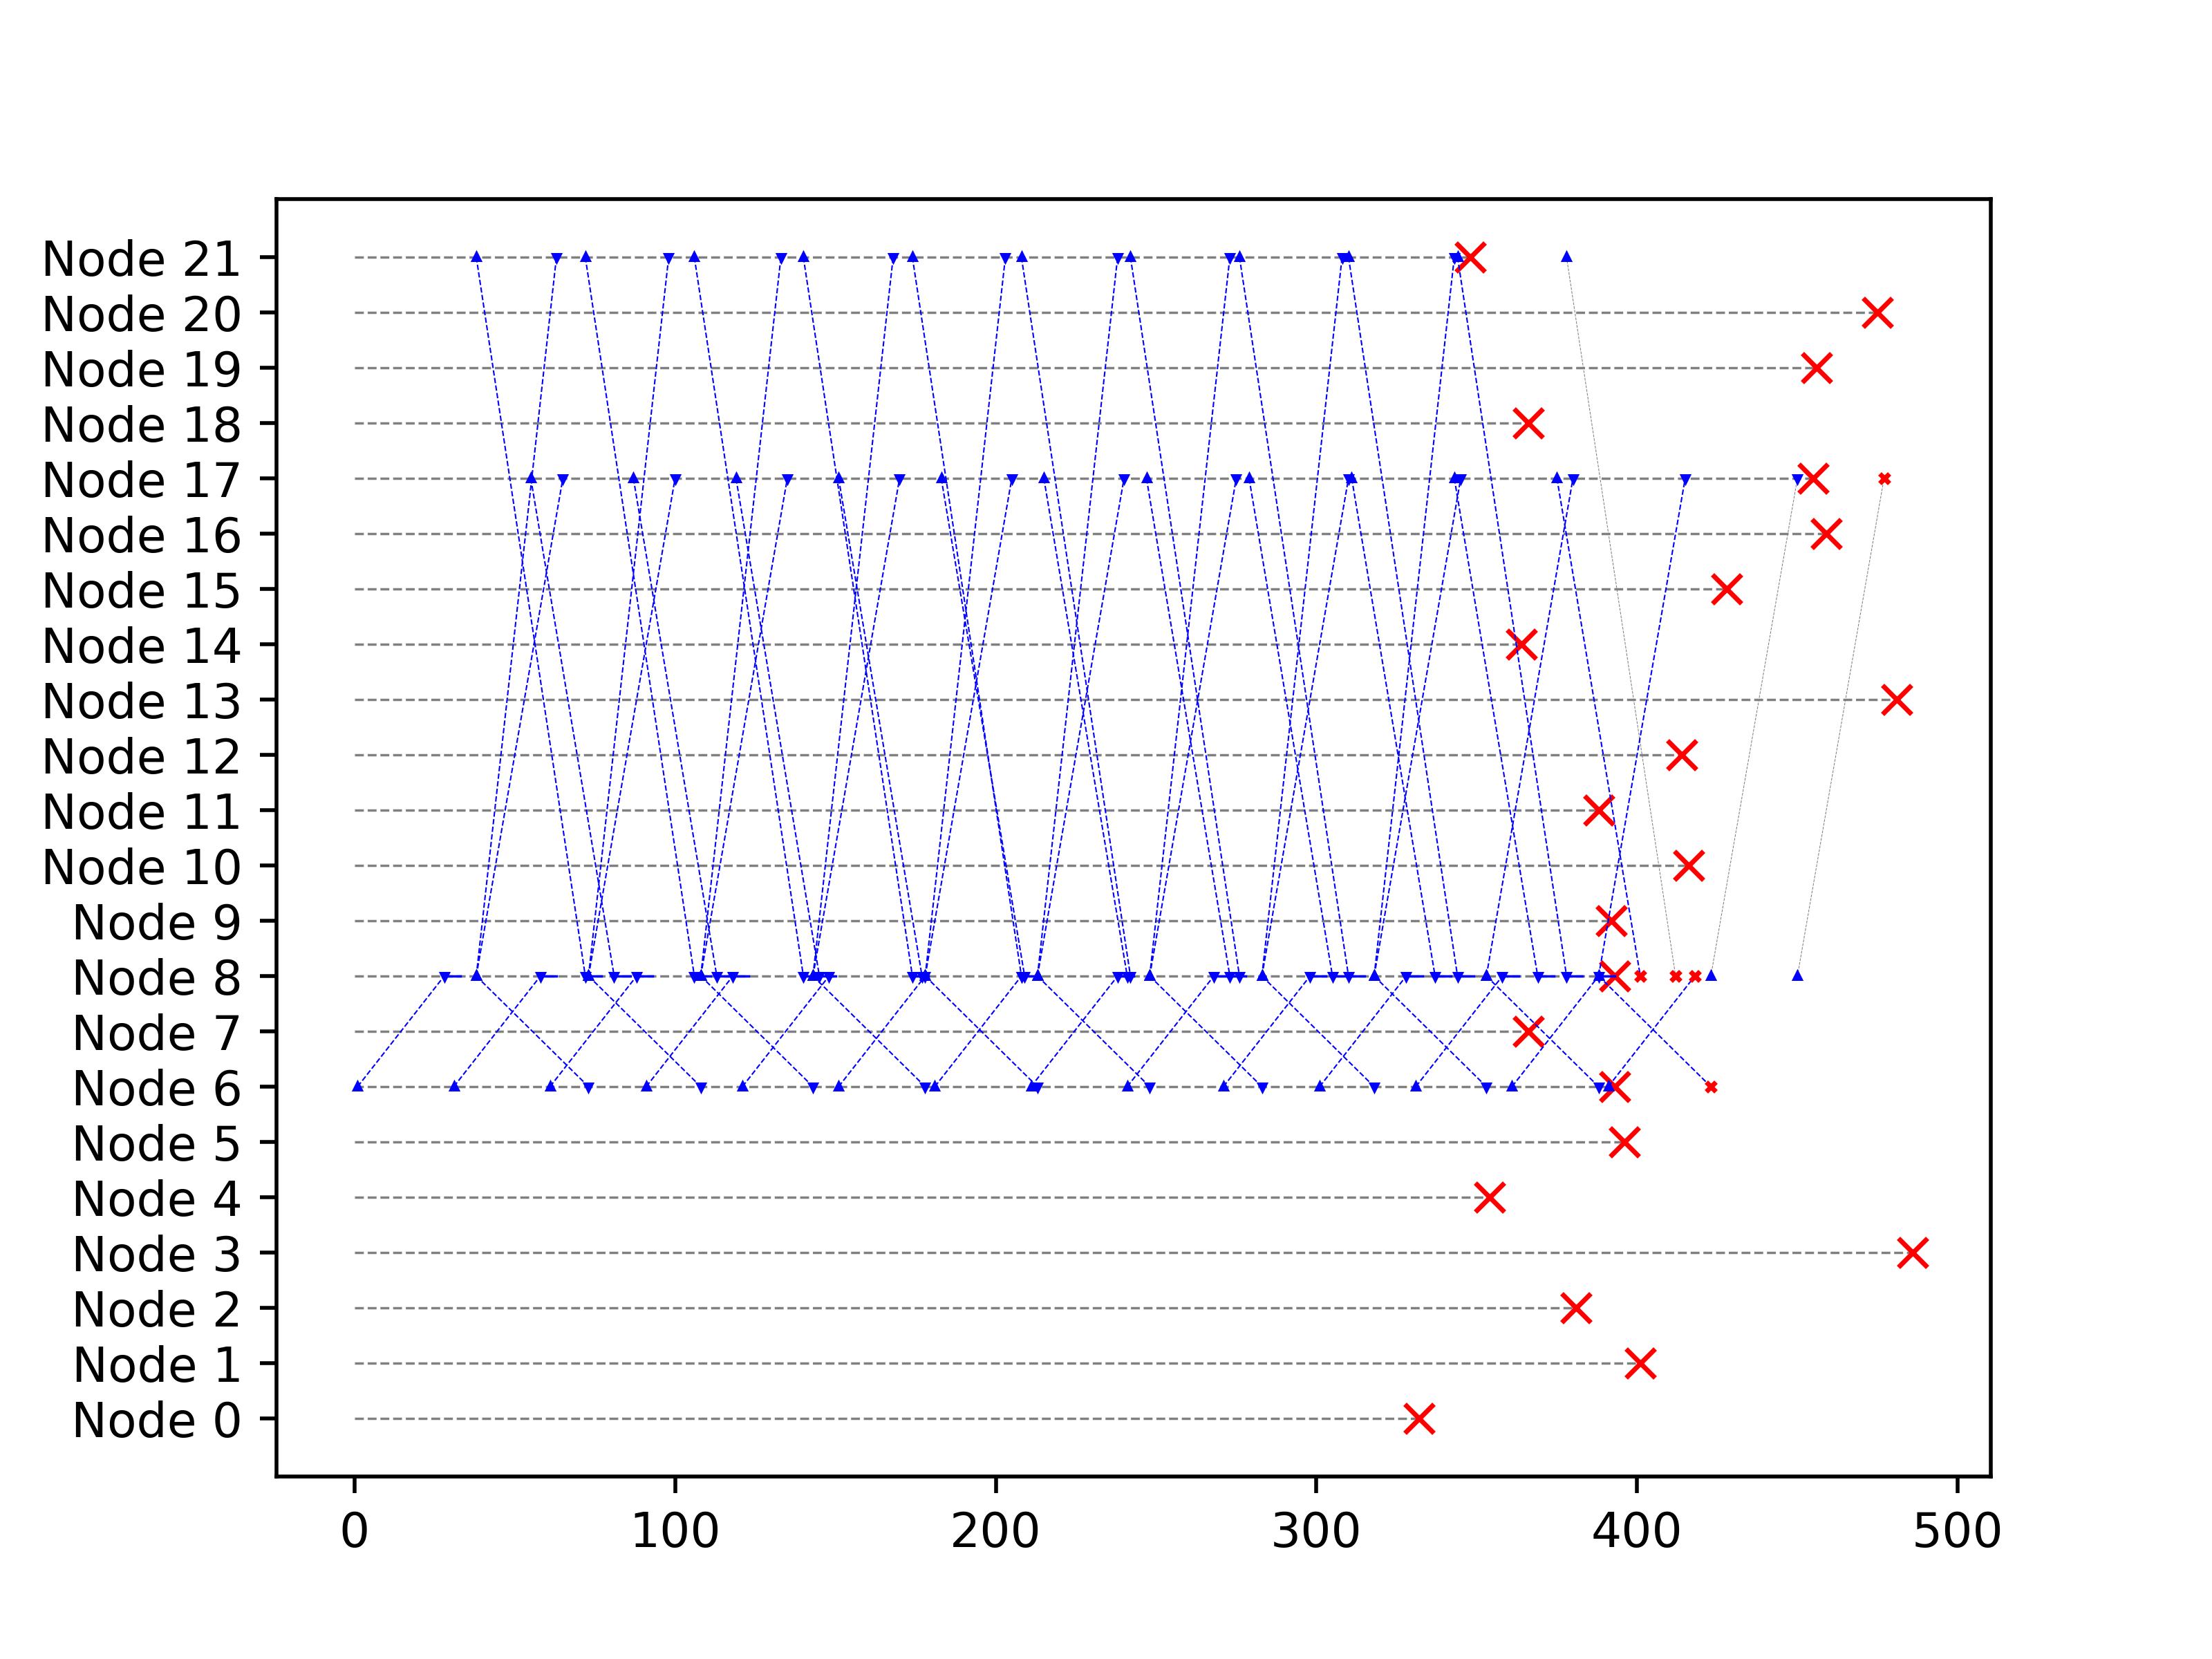 Node 21
Node 20
Node 19
Node 18
Node 17
Node 16
Node 15
Node 14
Node 13
Node 12
Node 11
Node 10
Node 9
Node 8
Node 7
Node 6
Node 5
Node 4
Node 3
Node 2
Node 1
Node 0
0 100 200 300 400 500